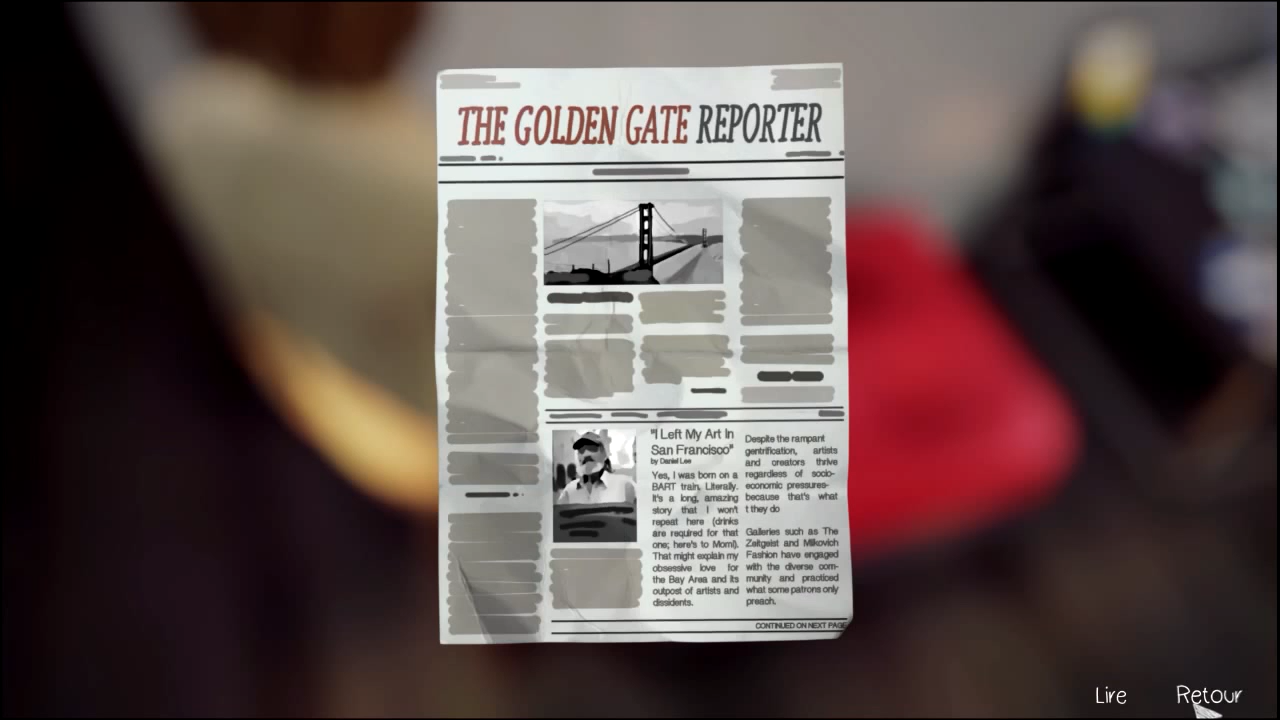 THE GOLDEN GATE REPORTER
"I Left My Art In
San Francisco"
by Daniel Lee
Yes, I was born on a
BART train. Literally.
It's a long, amazing
story that I won't
repeat here (drinks
are required for that
one; here's to Mom!).
That might explain my
obsessive love for
the Bay Area and its
outpost of artists and
dissidents.
Despite the rampant
gentrification, artists
and creators thrive
regardless of socio-
economic pressures-
because that's what
t they do
Galleries such as The
Zeitgeist and Milkovich
Fashion have engaged
with the diverse com-
munity and practiced
what some patrons only
preach.
CONTINUED ON NEXT PAGE
Lire
Retour